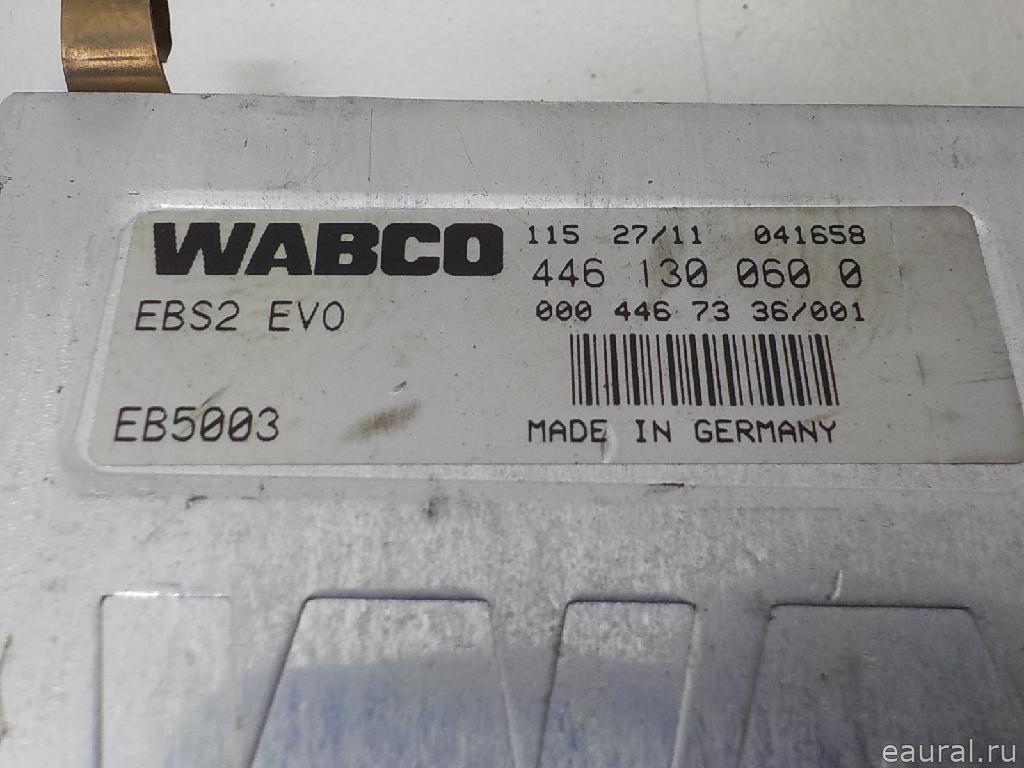 WABCO 115 27/11 041658
446 130 060 0
EBS2 EVO 000 446 73 36/001
EB5003 MADE IN GERMANY
eaural.ru